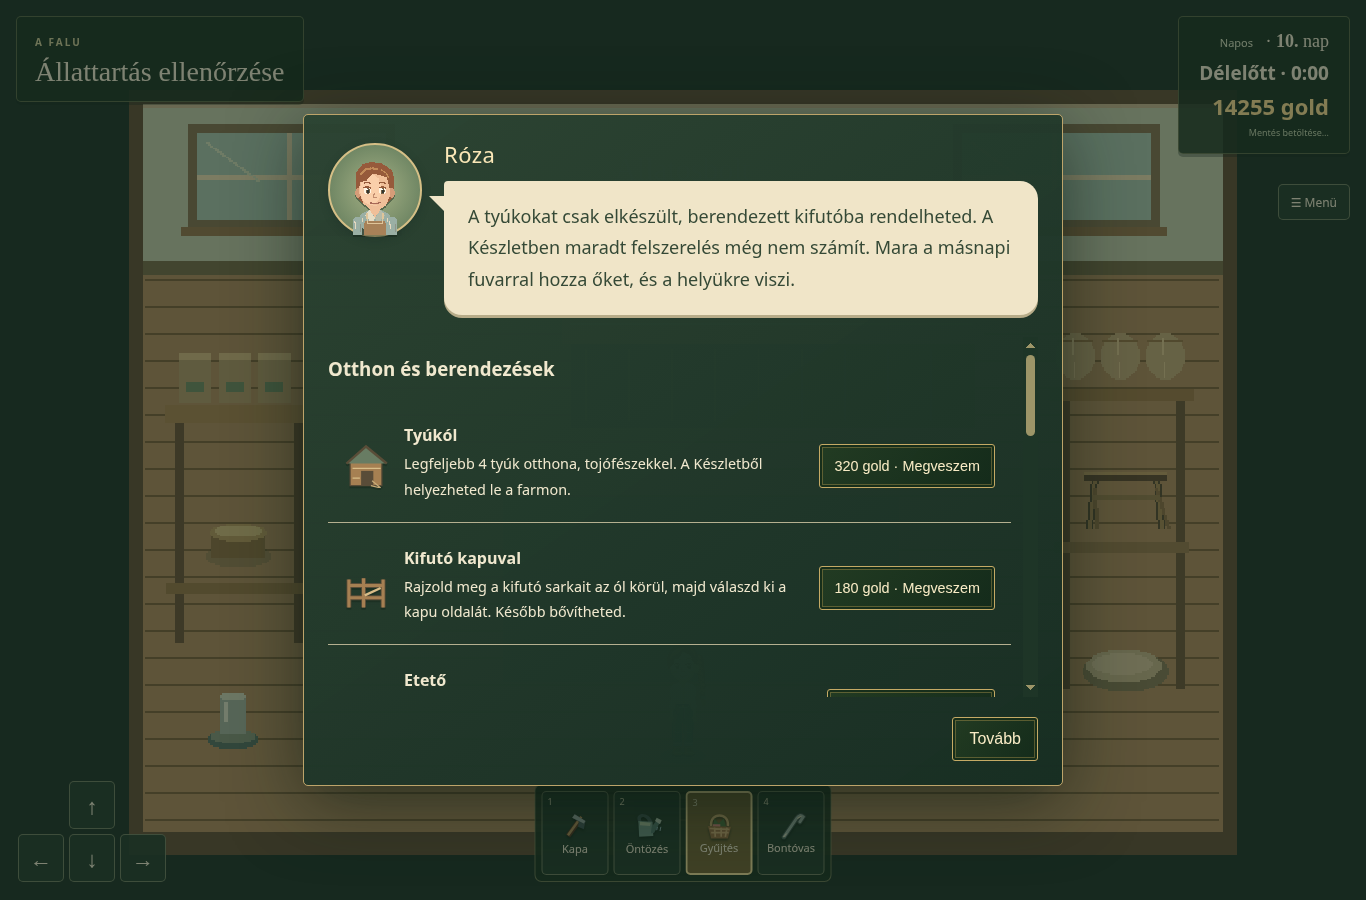 A FALU
Állattartás ellenőrzése
Napos · 10. nap
Délelőtt · 0:00
14255 gold
Mentés betöltése...
☰ Menü
Róza
A tyúkokat csak elkészült, berendezett kifutóba rendelheted. A
Készletben maradt felszerelés még nem számít. Mara a másnapi
fuvarral hozza őket, és a helyükre viszi.
Otthon és berendezések
Tyúkól
Legfeljebb 4 tyúk otthona, tojófészekkel. A Készletből
helyezheted le a farmon.
320 gold · Megveszem
Kifutó kapuval
Rajzold meg a kifutó sarkait az ól körül, majd válaszd ki a
kapu oldalát. Később bővítheted.
180 gold · Megveszem
Etető
Tovább
↑
← ↓ →
1 Kapa
2 Öntözés
3 Gyűjtés
4 Bontóvas